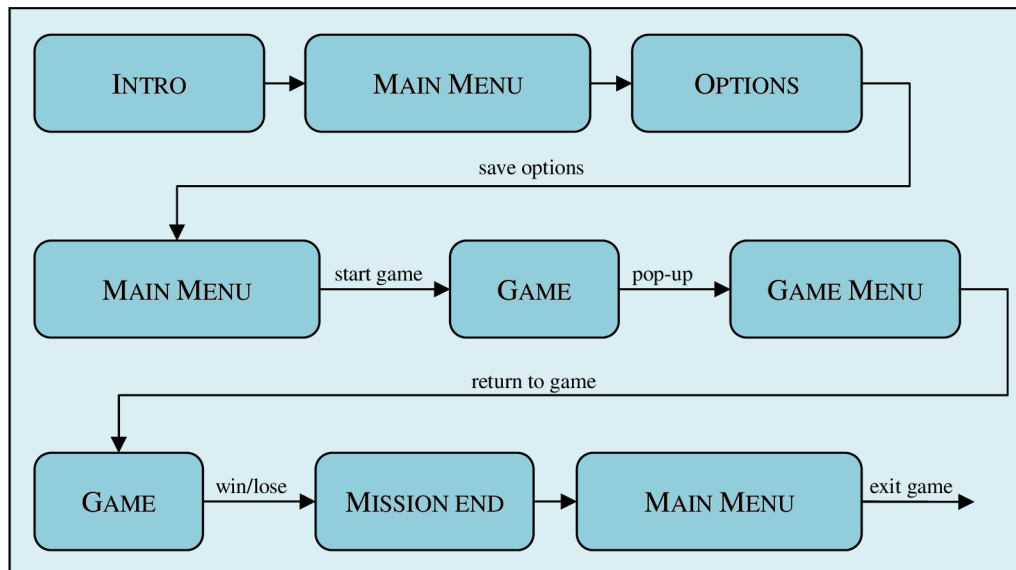 INTRO
MAIN MENU
OPTIONS
save options
MAIN MENU
start game
GAME
pop-up
GAME MENU
return to game
GAME
win/lose
MISSION END
MAIN MENU
exit game